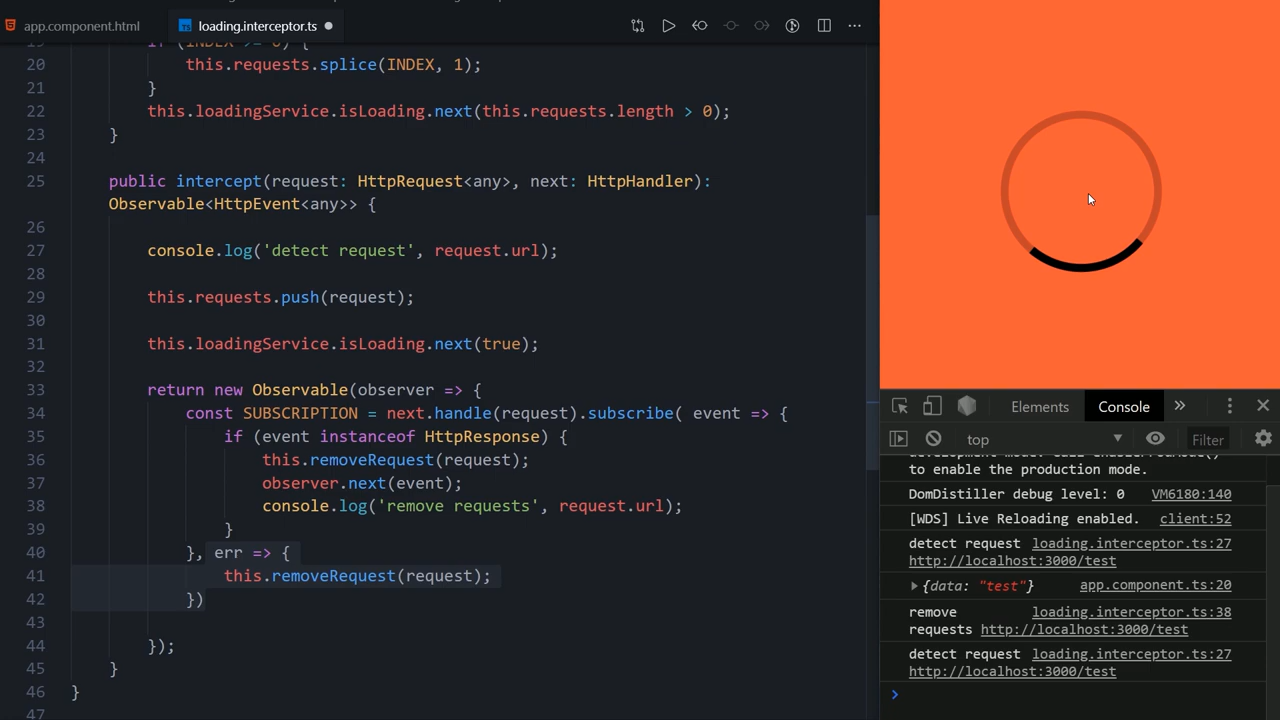 app.component.html
loading.interceptor.ts
20 this.requests.splice(INDEX, 1);
21 }
22 this.loadingService.isLoading.next(this.requests.length > 0);
23 }
24
25 public intercept(request: HttpRequest<any>, next: HttpHandler):
Observable<HttpEvent<any>> {
26
27 console.log('detect request', request.url);
28
29 this.requests.push(request);
30
31 this.loadingService.isLoading.next(true);
32
33 return new Observable(observer => {
34 const SUBSCRIPTION = next.handle(request).subscribe( event => {
35 if (event instanceof HttpResponse) {
36 this.removeRequest(request);
37 observer.next(event);
38 console.log('remove requests', request.url);
39 }
40 }, err => {
41 this.removeRequest(request);
42 })
43
44 });
45 }
46 }
47
Elements Console
top Filter
to enable the production mode.
DomDistiller debug level: 0 VM6180:140
[WDS] Live Reloading enabled. client:52
detect request loading.interceptor.ts:27
http://localhost:3000/test
{data: "test"} app.component.ts:20
remove loading.interceptor.ts:38
requests http://localhost:3000/test
detect request loading.interceptor.ts:27
http://localhost:3000/test